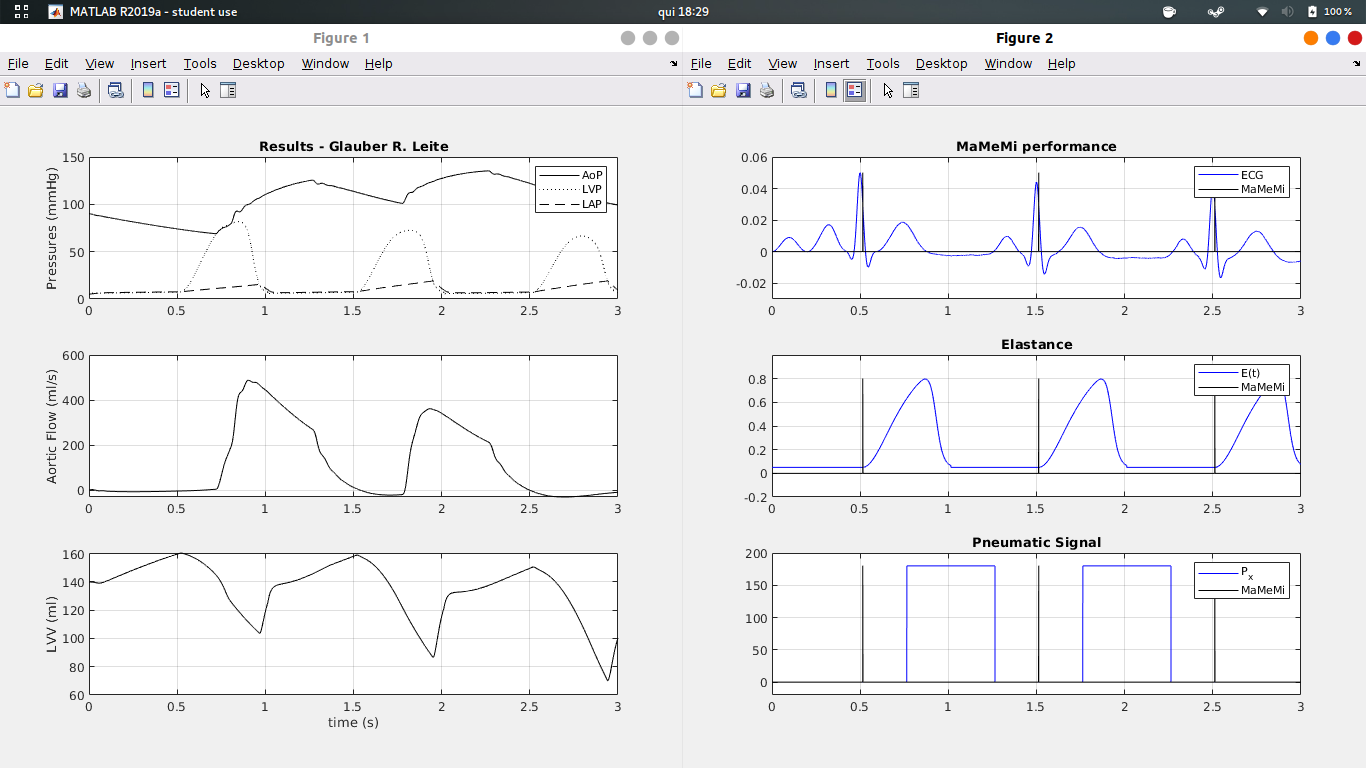 MATLAB R2019a - student use
qui 18:29
100 %
Figure 1
File Edit View Insert Tools Desktop Window Help
Results - Glauber R. Leite
Pressures (mmHg)
150
100
50
0
AoP
LVP
LAP
0 0.5 1 1.5 2 2.5 3
Aortic Flow (ml/s)
600
400
200
0
0 0.5 1 1.5 2 2.5 3
LVV (ml)
160
140
120
100
80
60
0 0.5 1 1.5 2 2.5 3
time (s)
Figure 2
File Edit View Insert Tools Desktop Window Help
MaMeMi performance
0.06
0.04
0.02
0
-0.02
ECG
MaMeMi
0 0.5 1 1.5 2 2.5 3
Elastance
0.8
0.6
0.4
0.2
0
-0.2
E(t)
MaMeMi
0 0.5 1 1.5 2 2.5 3
Pneumatic Signal
200
150
100
50
0
Px
MaMeMi
0 0.5 1 1.5 2 2.5 3